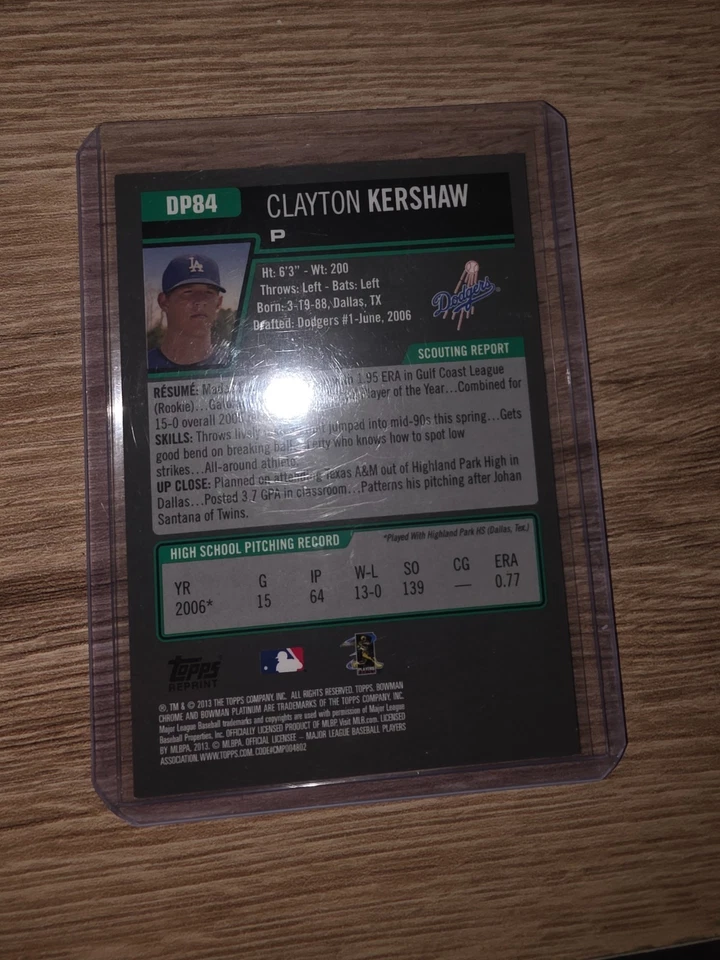 DP84 CLAYTON KERSHAW
P
Ht: 6'3" - Wt: 200
Throws: Left - Bats: Left
Born: 3-19-88, Dallas, TX
Drafted: Dodgers #1-June, 2006
LA
Dodgers
SCOUTING REPORT
RÉSUMÉ: 1.95 ERA in Gulf Coast League
(Rookie)... Player of the Year...Combined for
15-0 overall
SKILLS: Throws lively jumped into mid-90s this spring...Gets
good bend on breaking who knows how to spot low
strikes...All-around athlete.
UP CLOSE: Planned on attending Texas A&M out of Highland Park High in
Dallas...Posted 3.7 GPA in classroom...Patterns his pitching after Johan
Santana of Twins.
HIGH SCHOOL PITCHING RECORD *Played With Highland Park HS (Dallas, Tex.)
YR G IP W-L SO CG ERA
2006* 15 64 13-0 139 — 0.77
Topps
REPRINT
®, TM & © 2013 THE TOPPS COMPANY, INC. ALL RIGHTS RESERVED. TOPPS, BOWMAN
CHROME AND BOWMAN PLATINUM ARE TRADEMARKS OF THE TOPPS COMPANY, INC.
Major League Baseball trademarks and copyrights are used with permission of Major League
Baseball Properties, Inc. OFFICIALLY LICENSED PRODUCT OF MLBP. Visit MLB.com. LICENSED
BY MLBPA, 2013. © MLBPA. OFFICIAL LICENSEE – MAJOR LEAGUE BASEBALL PLAYERS
ASSOCIATION. WWW.TOPPS.COM. CODE#CMP004802